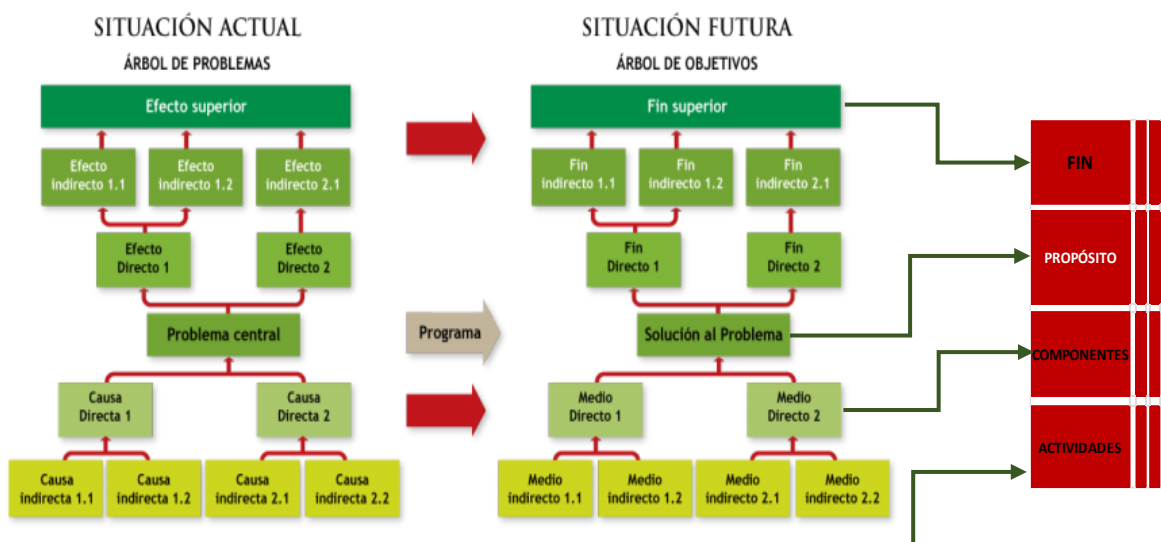 SITUACIÓN ACTUAL
ÁRBOL DE PROBLEMAS
Efecto superior
Efecto
indirecto 1.1
Efecto
indirecto 1.2
Efecto
indirecto 2.1
Efecto
Directo 1
Efecto
Directo 2
Problema central
Causa
Directa 1
Causa
Directa 2
Causa
indirecta 1.1
Causa
indirecta 1.2
Causa
indirecta 2.1
Causa
indirecta 2.2
Programa
SITUACIÓN FUTURA
ÁRBOL DE OBJETIVOS
Fin superior
Fin
indirecto 1.1
Fin
indirecto 1.2
Fin
indirecto 2.1
Fin
Directo 1
Fin
Directo 2
Solución al Problema
Medio
Directo 1
Medio
Directo 2
Medio
indirecto 1.1
Medio
indirecto 1.2
Medio
indirecto 2.1
Medio
indirecto 2.2
FIN
PROPÓSITO
COMPONENTES
ACTIVIDADES